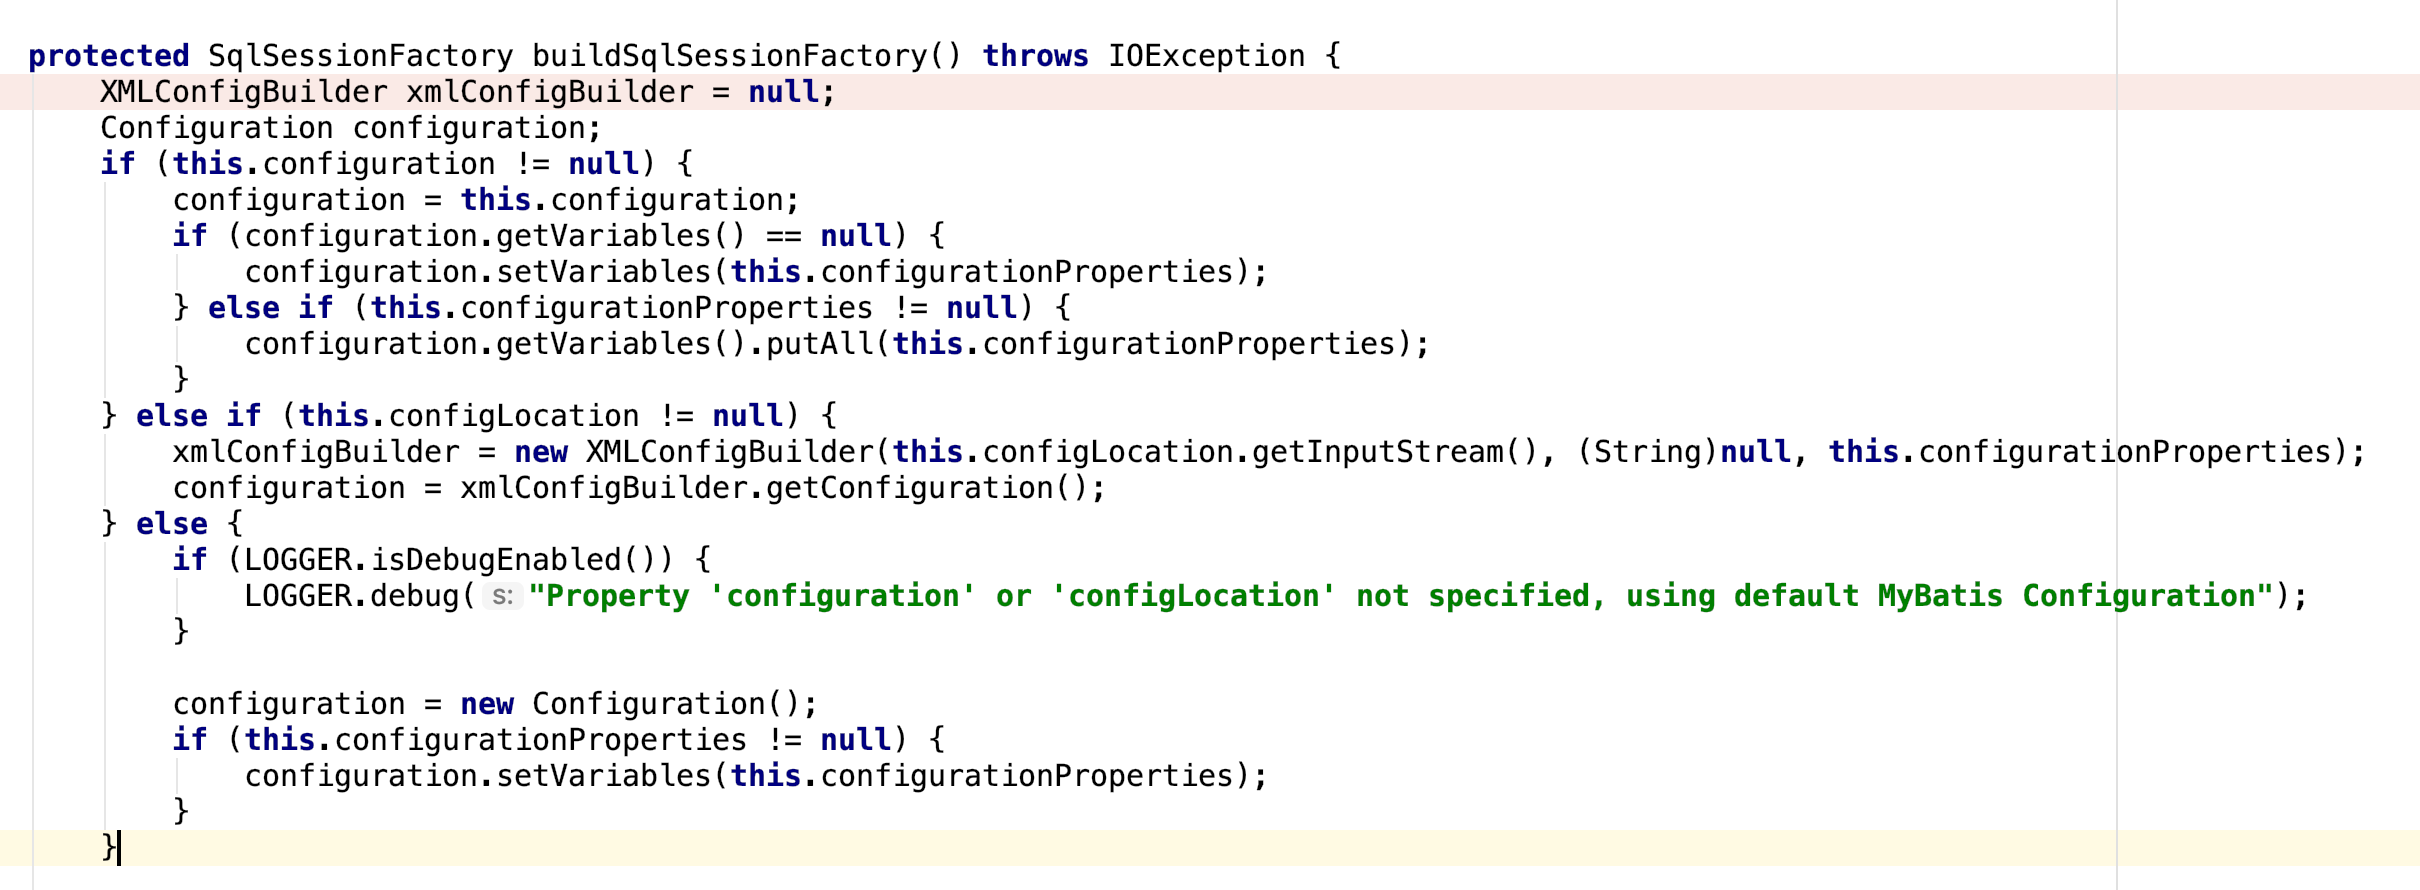 protected SqlSessionFactory buildSqlSessionFactory() throws IOException {
    XMLConfigBuilder xmlConfigBuilder = null;
    Configuration configuration;
    if (this.configuration != null) {
        configuration = this.configuration;
        if (configuration.getVariables() == null) {
            configuration.setVariables(this.configurationProperties);
        } else if (this.configurationProperties != null) {
            configuration.getVariables().putAll(this.configurationProperties);
        }
    } else if (this.configLocation != null) {
        xmlConfigBuilder = new XMLConfigBuilder(this.configLocation.getInputStream(), (String)null, this.configurationProperties);
        configuration = xmlConfigBuilder.getConfiguration();
    } else {
        if (LOGGER.isDebugEnabled()) {
            LOGGER.debug( s: "Property 'configuration' or 'configLocation' not specified, using default MyBatis Configuration");
        }

        configuration = new Configuration();
        if (this.configurationProperties != null) {
            configuration.setVariables(this.configurationProperties);
        }
    }